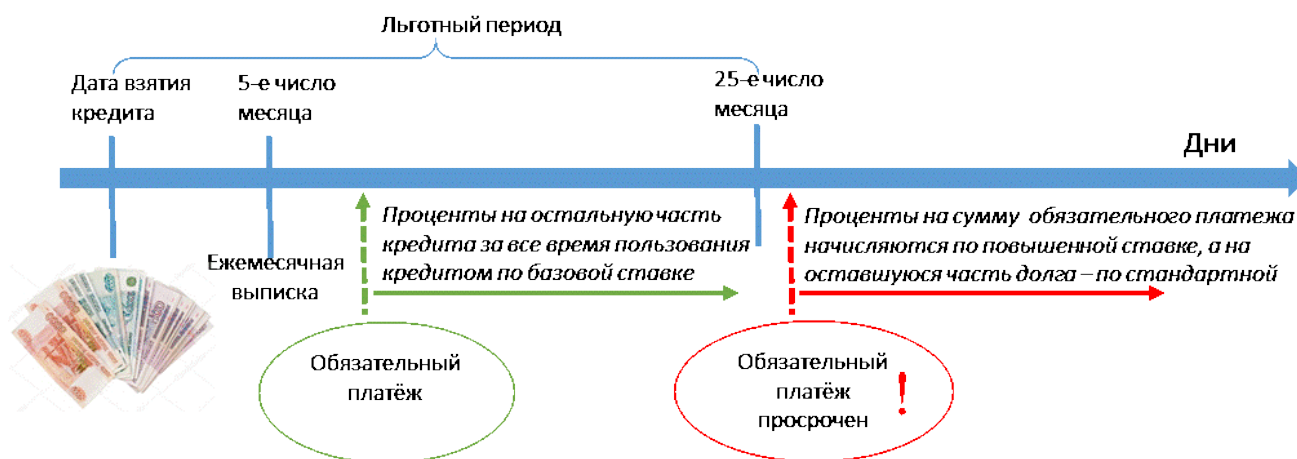 Льготный период
Дата взятия
кредита
5-е число
месяца
25-е число
месяца
Дни
Ежемесячная
выписка
Проценты на остальную часть
кредита за все время пользования
кредитом по базовой ставке
Проценты на сумму обязательного платежа
начисляются по повышенной ставке, а на
оставшуюся часть долга – по стандартной
Обязательный
платёж
Обязательный
платёж
просрочен !